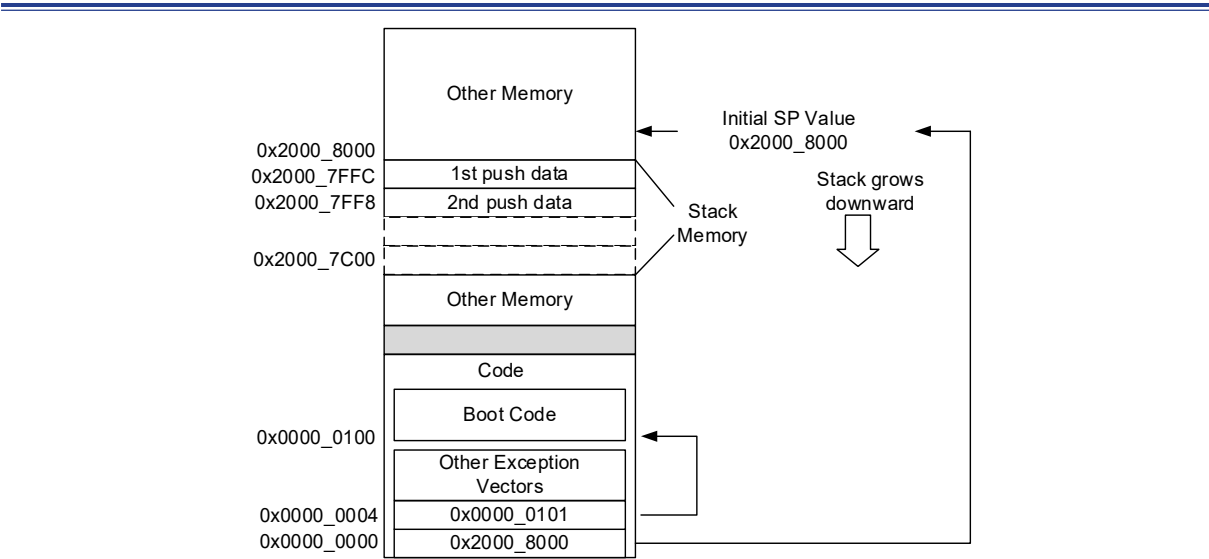 Other Memory
Initial SP Value
0x2000_8000
0x2000_8000
0x2000_7FFC
1st push data
Stack grows
downward
0x2000_7FF8
2nd push data
Stack
Memory
0x2000_7C00
Other Memory
Code
Boot Code
0x0000_0100
Other Exception
Vectors
0x0000_0004
0x0000_0101
0x0000_0000
0x2000_8000